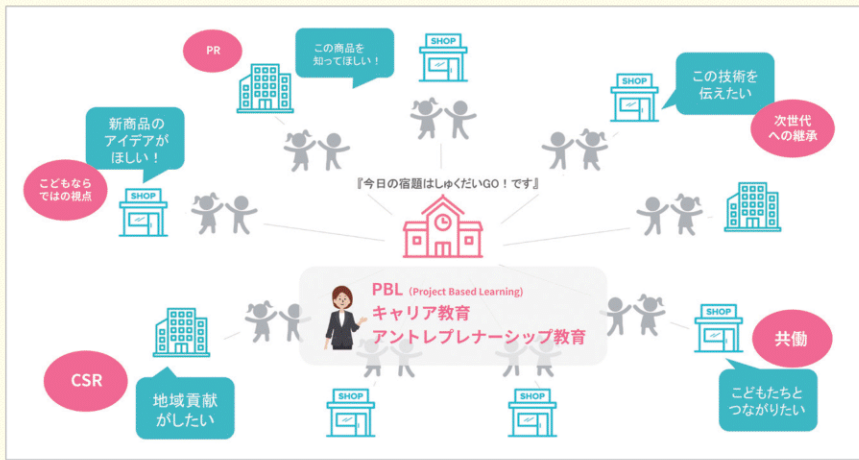 PR
この商品を
知ってほしい！
SHOP
SHOP
この技術を
伝えたい
次世代
への継承
新商品の
アイデアが
ほしい！
こどもなら
ではの視点
SHOP
『今日の宿題はしゅくだいGO！です』
PBL (Project Based Learning)
キャリア教育
アントレプレナーシップ教育
CSR
地域貢献
がしたい
SHOP
SHOP
SHOP
共働
こどもたちと
つながりたい